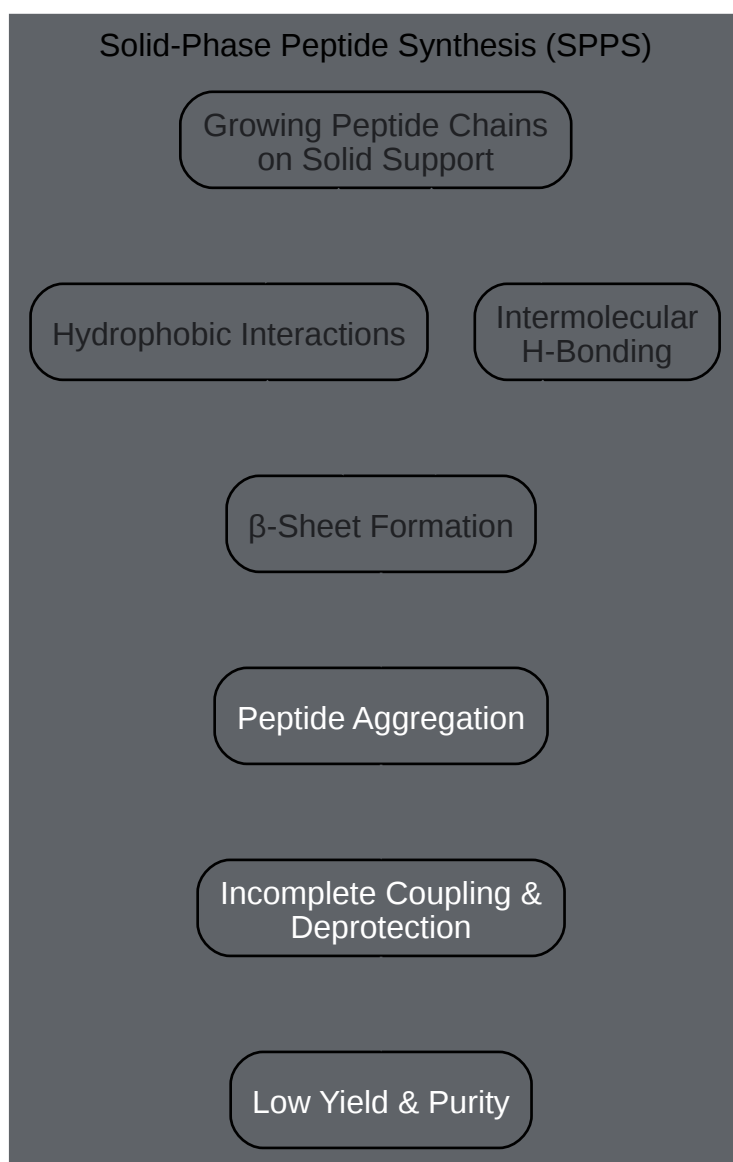 Solid-Phase Peptide Synthesis (SPPS)
Growing Peptide Chains
on Solid Support
Hydrophobic Interactions
Intermolecular
H-Bonding
β-Sheet Formation
Peptide Aggregation
Incomplete Coupling &
Deprotection
Low Yield & Purity